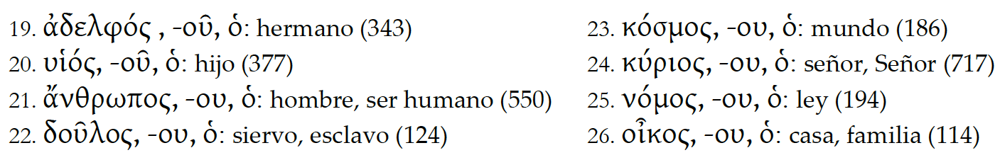 19. ἀδελφός , -οῦ, ὁ: hermano (343)
20. υἱός, -οῦ, ὁ: hijo (377)
21. ἄνθρωπος, -ου, ὁ: hombre, ser humano (550)
22. δοῦλος, -ου, ὁ: siervo, esclavo (124)
23. κόσμος, -ου, ὁ: mundo (186)
24. κύριος, -ου, ὁ: señor, Señor (717)
25. νόμος, -ου, ὁ: ley (194)
26. οἶκος, -ου, ὁ: casa, familia (114)